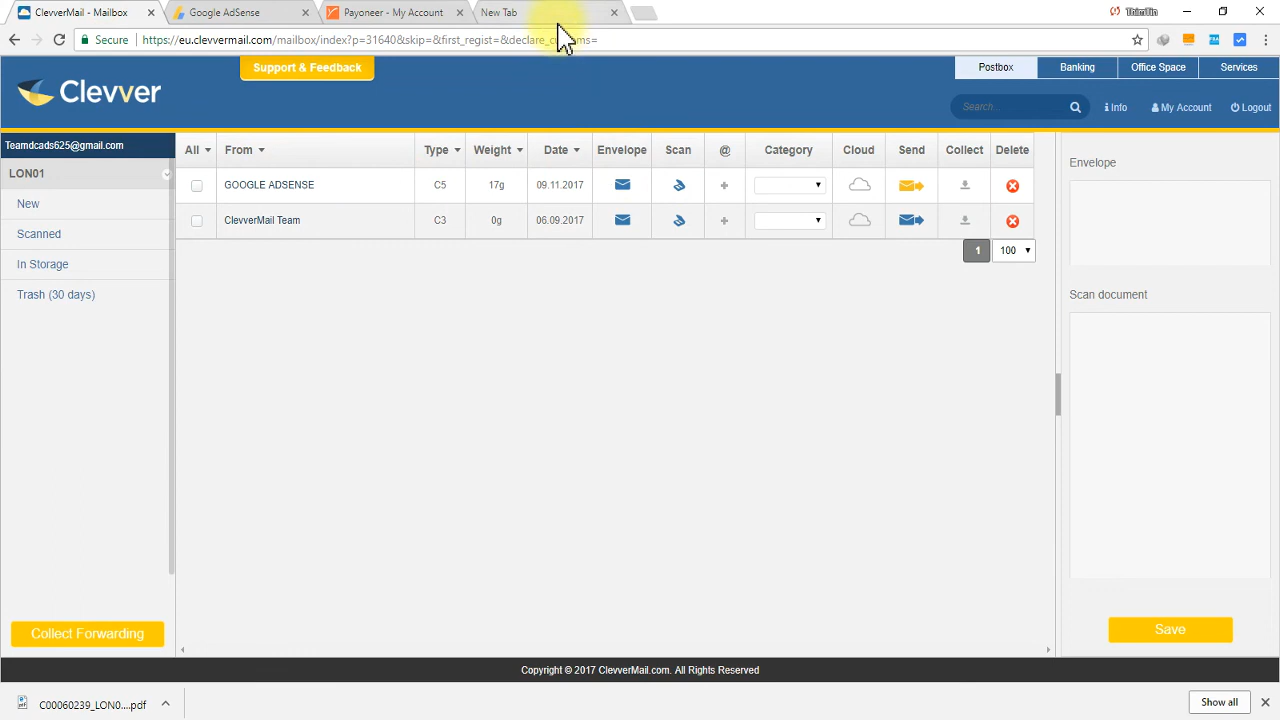 ClevverMail - Mailbox
Google AdSense
Payoneer - My Account
New Tab
Secure
https://eu.clevvermail.com/mailbox/index?p=31640&skip=&first_regist=&declare_c ms=
Support & Feedback
Postbox
Banking
Office Space
Services
Clevver
Search...
Info
My Account
Logout
Teamdcads625@gmail.com
LON01
New
Scanned
In Storage
Trash (30 days)
All From Type Weight Date Envelope Scan @ Category Cloud Send Collect Delete
GOOGLE ADSENSE C5 17g 09.11.2017
ClevverMail Team C3 0g 06.09.2017
1 100
Envelope
Scan document
Collect Forwarding
Save
Copyright © 2017 ClevverMail.com. All Rights Reserved
C00060239_LON0....pdf
Show all